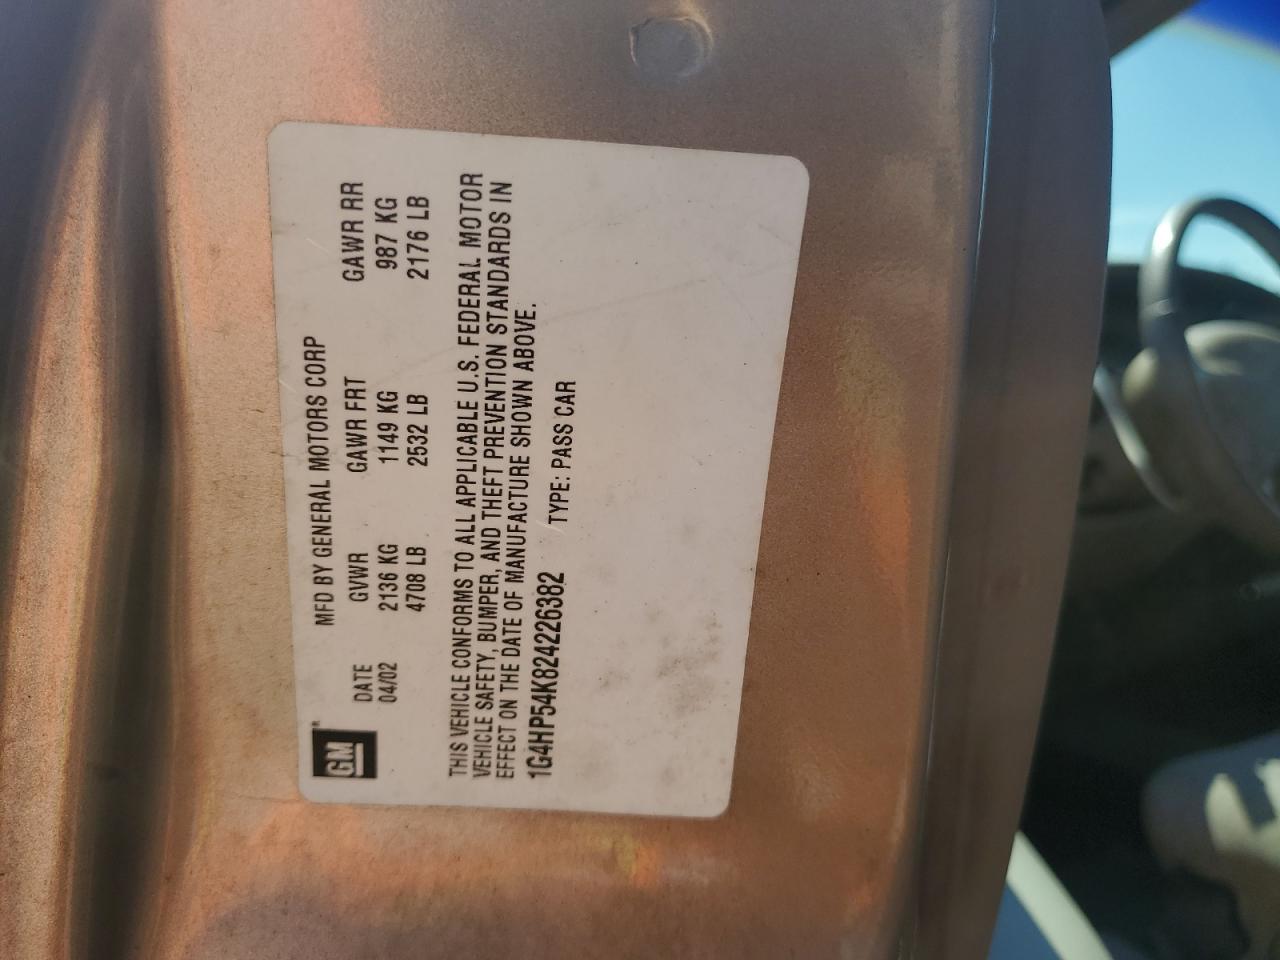 GM
MFD BY GENERAL MOTORS CORP
DATE GVWR GAWR FRT GAWR RR
04/02 2136 KG 1149 KG 987 KG
4708 LB 2532 LB 2176 LB
THIS VEHICLE CONFORMS TO ALL APPLICABLE U.S. FEDERAL MOTOR
VEHICLE SAFETY, BUMPER, AND THEFT PREVENTION STANDARDS IN
EFFECT ON THE DATE OF MANUFACTURE SHOWN ABOVE.
1G4HP54K824226382 TYPE: PASS CAR